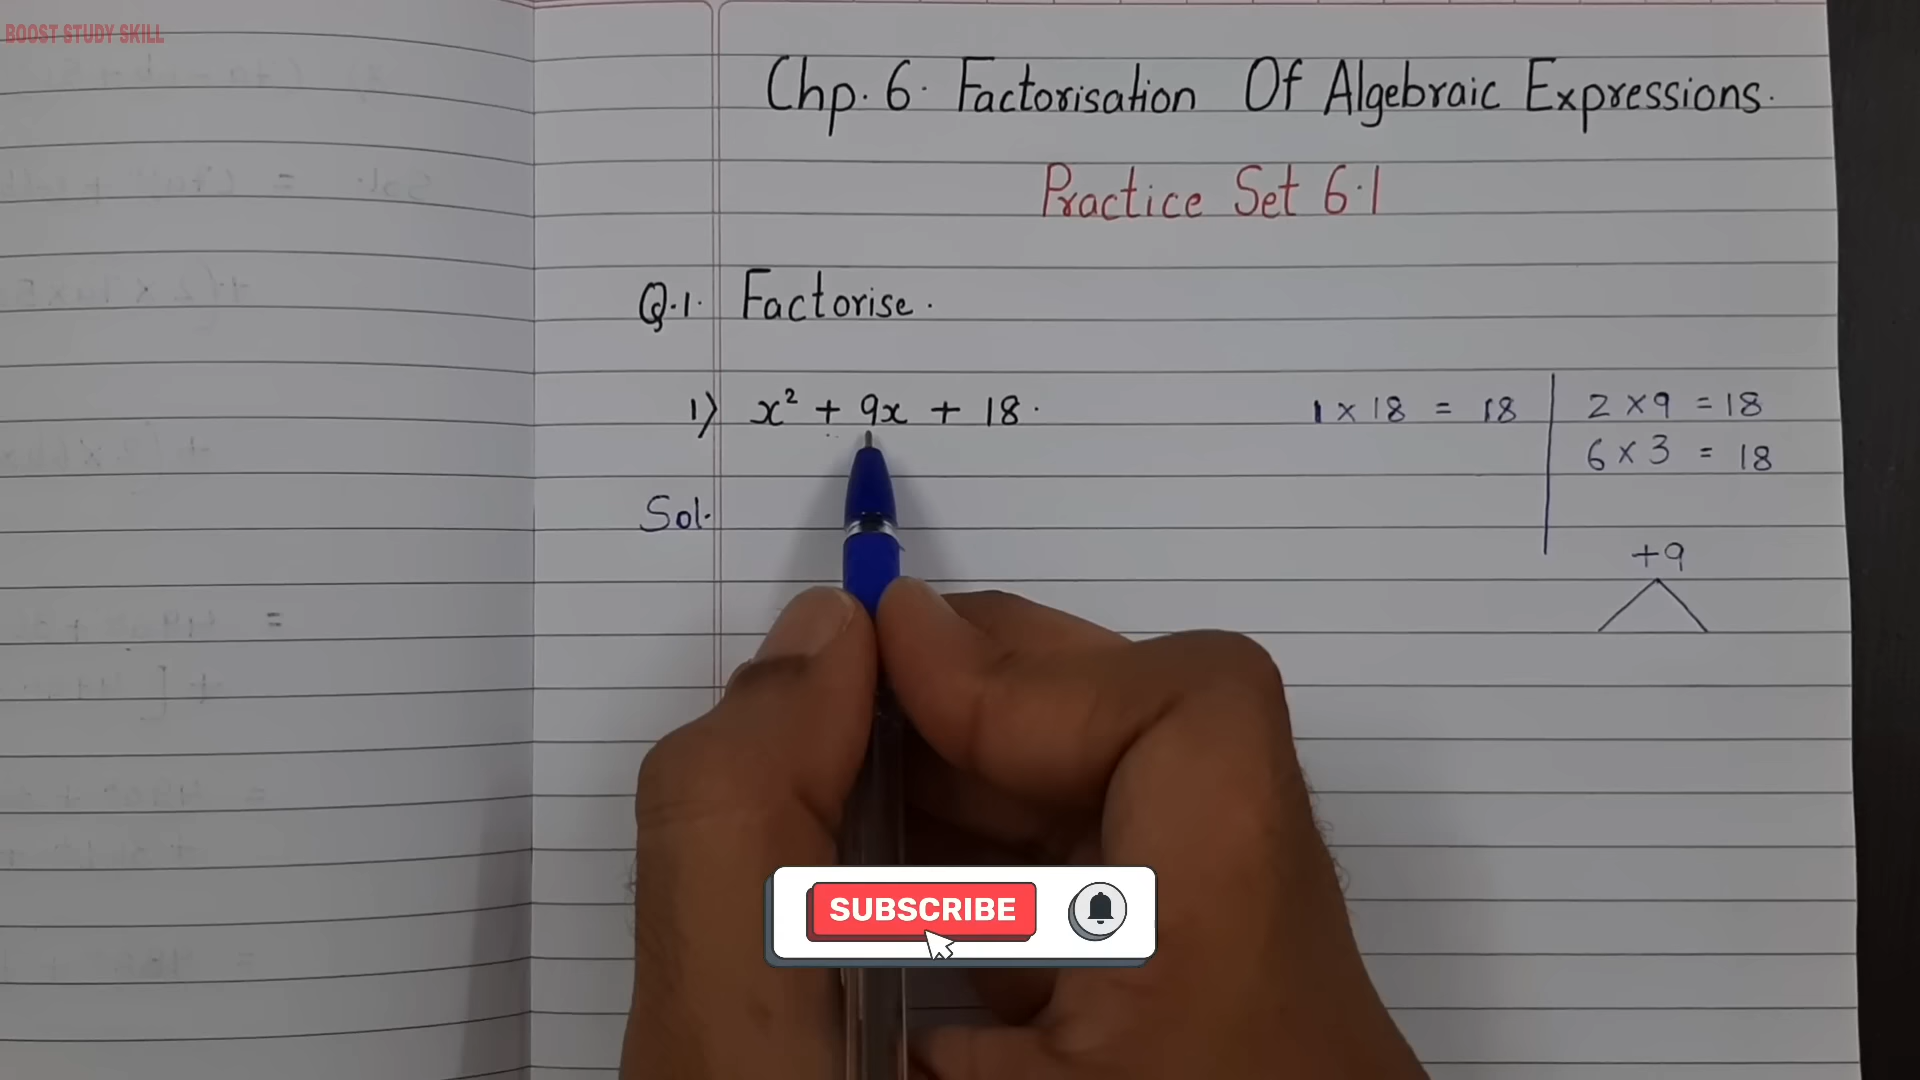 BOOST STUDY SKILL
Chp. 6. Factorisation Of Algebraic Expressions.
Practice Set 6.1
Q.1. Factorise.
1) x² + 9x + 18.
1 x 18 = 18
2 x 9 = 18
6 x 3 = 18
Sol.
+9
SUBSCRIBE